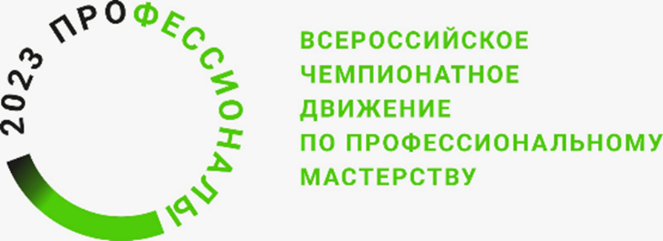 2023 ПРОФЕССИОНАЛЫ
ВСЕРОССИЙСКОЕ
ЧЕМПИОНАТНОЕ
ДВИЖЕНИЕ
ПО ПРОФЕССИОНАЛЬНОМУ
МАСТЕРСТВУ